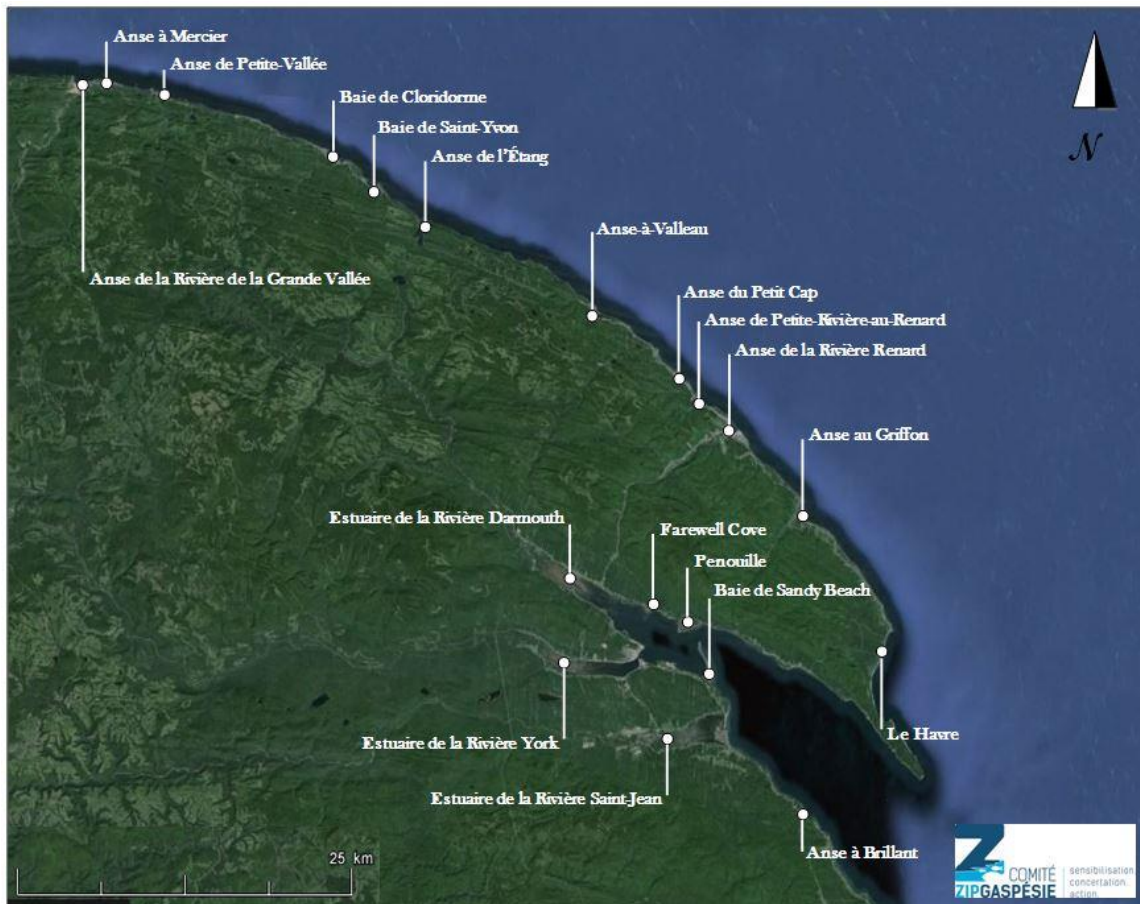 Anse à Mercier
Anse de Petite-Vallée
Baie de Cloridorme
Baie de Saint-Yvon
Anse de l'Étang
Anse-à-Valleau
Anse de la Rivière de la Grande Vallée
Anse du Petit Cap
Anse de Petite-Rivière-au-Renard
Anse de la Rivière Renard
Anse au Griffon
Estuaire de la Rivière Darmouth
Farewell Cove
Penouille
Baie de Sandy Beach
Le Havre
Estuaire de la Rivière York
Estuaire de la Rivière Saint-Jean
Anse à Brillant
25 km
N
Z
COMITÉ
ZIPGASPÉSIE
sensibilisation
concertation
action